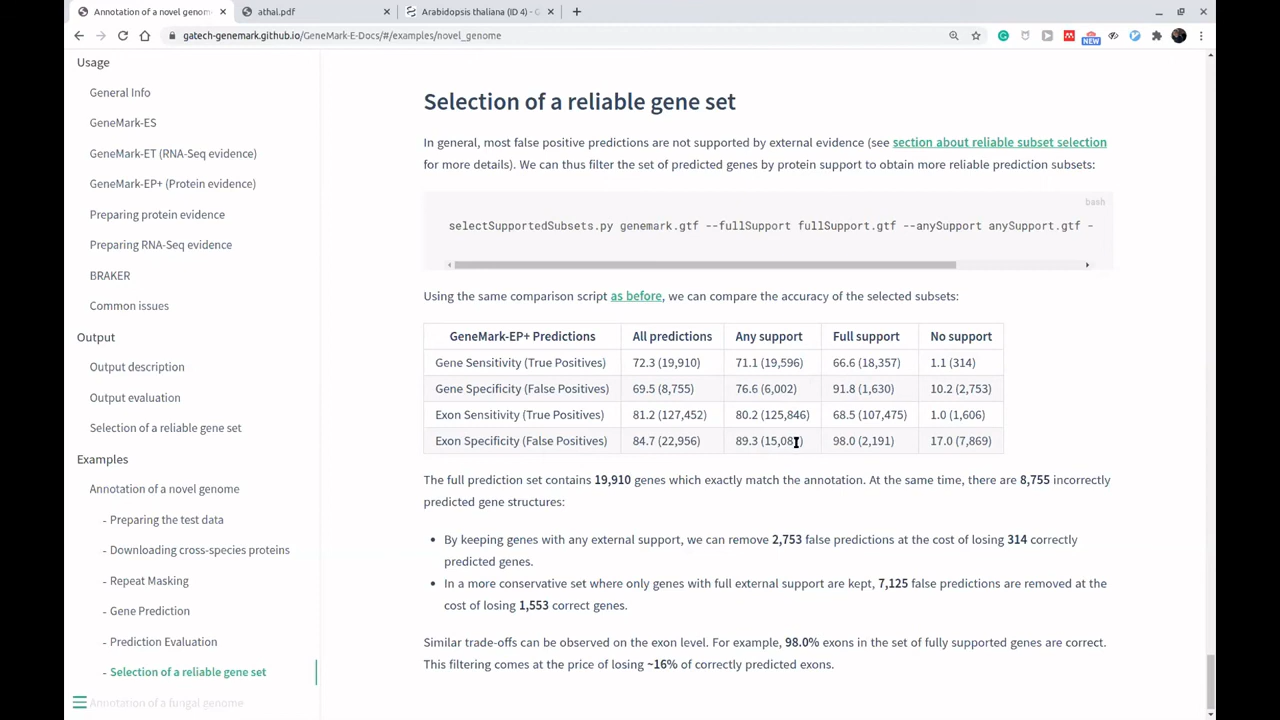 Annotation of a novel genom
athal.pdf
Arabidopsis thaliana (ID 4) - G
gatech-genemark.github.io/GeneMark-E-Docs/#/examples/novel_genome
NEW
Usage
General Info
GeneMark-ES
GeneMark-ET (RNA-Seq evidence)
GeneMark-EP+ (Protein evidence)
Preparing protein evidence
Preparing RNA-Seq evidence
BRAKER
Common issues
Output
Output description
Output evaluation
Selection of a reliable gene set
Examples
Annotation of a novel genome
- Preparing the test data
- Downloading cross-species proteins
- Repeat Masking
- Gene Prediction
- Prediction Evaluation
- Selection of a reliable gene set
Annotation of a fungal genome
Selection of a reliable gene set
In general, most false positive predictions are not supported by external evidence (see section about reliable subset selection
for more details). We can thus filter the set of predicted genes by protein support to obtain more reliable prediction subsets:
bash
selectSupportedSubsets.py genemark.gtf --fullSupport fullSupport.gtf --anySupport anySupport.gtf -
Using the same comparison script as before, we can compare the accuracy of the selected subsets:
GeneMark-EP+ Predictions All predictions Any support Full support No support
Gene Sensitivity (True Positives) 72.3 (19,910) 71.1 (19,596) 66.6 (18,357) 1.1 (314)
Gene Specificity (False Positives) 69.5 (8,755) 76.6 (6,002) 91.8 (1,630) 10.2 (2,753)
Exon Sensitivity (True Positives) 81.2 (127,452) 80.2 (125,846) 68.5 (107,475) 1.0 (1,606)
Exon Specificity (False Positives) 84.7 (22,956) 89.3 98.0 (2,191) 17.0 (7,869)
The full prediction set contains 19,910 genes which exactly match the annotation. At the same time, there are 8,755 incorrectly
predicted gene structures:
• By keeping genes with any external support, we can remove 2,753 false predictions at the cost of losing 314 correctly
predicted genes.
• In a more conservative set where only genes with full external support are kept, 7,125 false predictions are removed at the
cost of losing 1,553 correct genes.
Similar trade-offs can be observed on the exon level. For example, 98.0% exons in the set of fully supported genes are correct.
This filtering comes at the price of losing ~16% of correctly predicted exons.